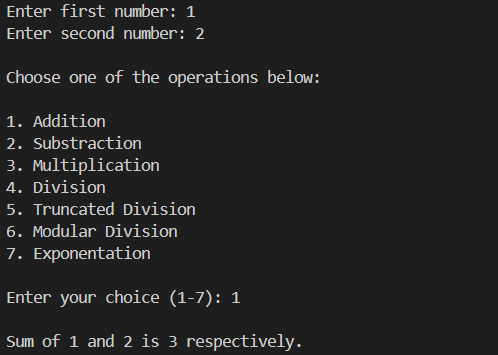 Enter first number: 1
Enter second number: 2
Choose one of the operations below:
1. Addition
2. Substraction
3. Multiplication
4. Division
5. Truncated Division
6. Modular Division
7. Exponentation
Enter your choice (1-7): 1
Sum of 1 and 2 is 3 respectively.